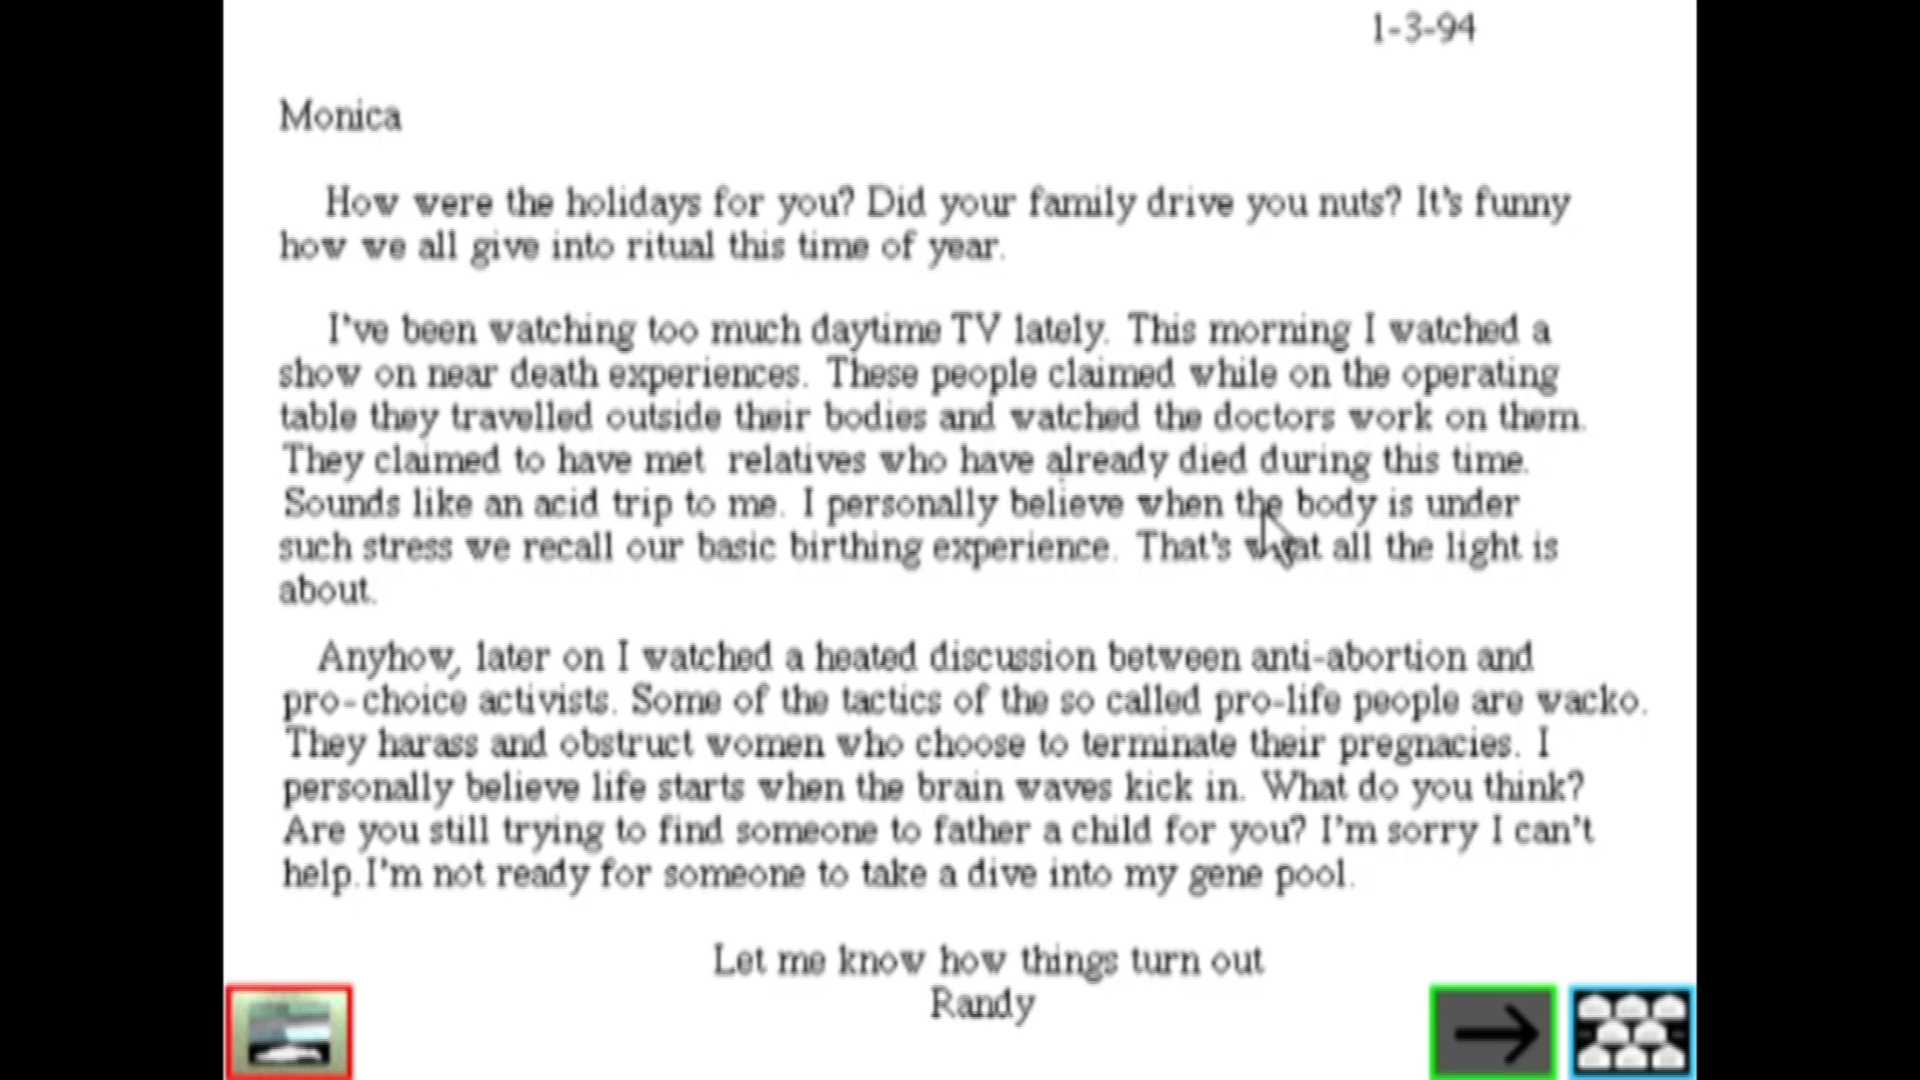 1-3-94
Monica
How were the holidays for you? Did your family drive you nuts? It's funny
how we all give into ritual this time of year.
I've been watching too much daytime TV lately. This morning I watched a
show on near death experiences. These people claimed while on the operating
table they travelled outside their bodies and watched the doctors work on them.
They claimed to have met relatives who have already died during this time.
Sounds like an acid trip to me. I personally believe when the body is under
such stress we recall our basic birthing experience. That's what all the light is
about.
Anyhow, later on I watched a heated discussion between anti-abortion and
pro-choice activists. Some of the tactics of the so called pro-life people are wacko.
They harass and obstruct women who choose to terminate their pregnacies. I
personally believe life starts when the brain waves kick in. What do you think?
Are you still trying to find someone to father a child for you? I'm sorry I can't
help.I'm not ready for someone to take a dive into my gene pool.
Let me know how things turn out
Randy